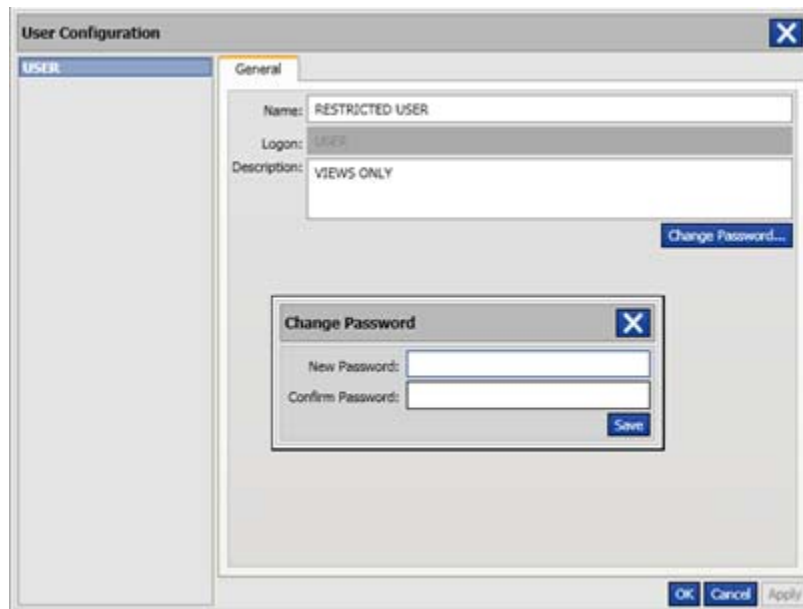 User Configuration
USER
General
Name: RESTRICTED USER
Logon: USER
Description: VIEWS ONLY
Change Password...
Change Password
New Password:
Confirm Password:
Save
OK Cancel Apply